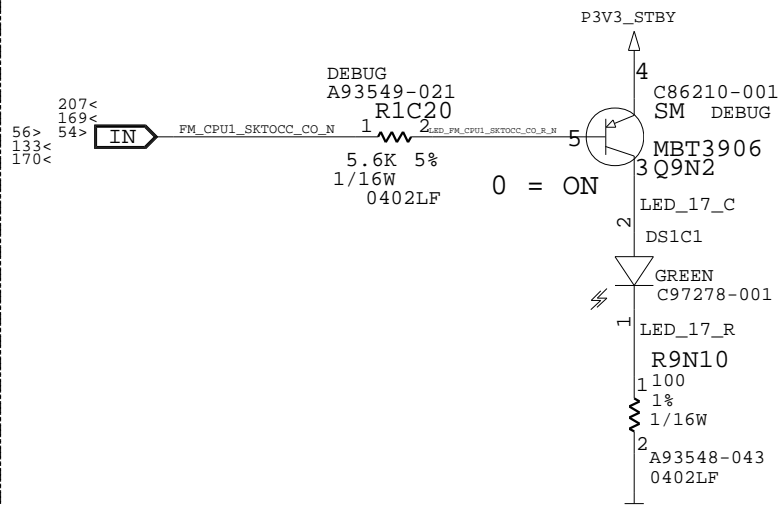 P3V3_STBY
4
DEBUG
A93549-021
R1C20
C86210-001
SM DEBUG
207<
169<
56> 54>
133<
170<
IN
FM_CPU1_SKTOCC_CO_N
1
2
LED_FM_CPU1_SKTOCC_CO_R_N
5
MBT3906
3 Q9N2
5.6K 5%
1/16W
0402LF
0 = ON
LED_17_C
2
DS1C1
GREEN
C97278-001
1
LED_17_R
R9N10
1 100
1%
1/16W
2
A93548-043
0402LF